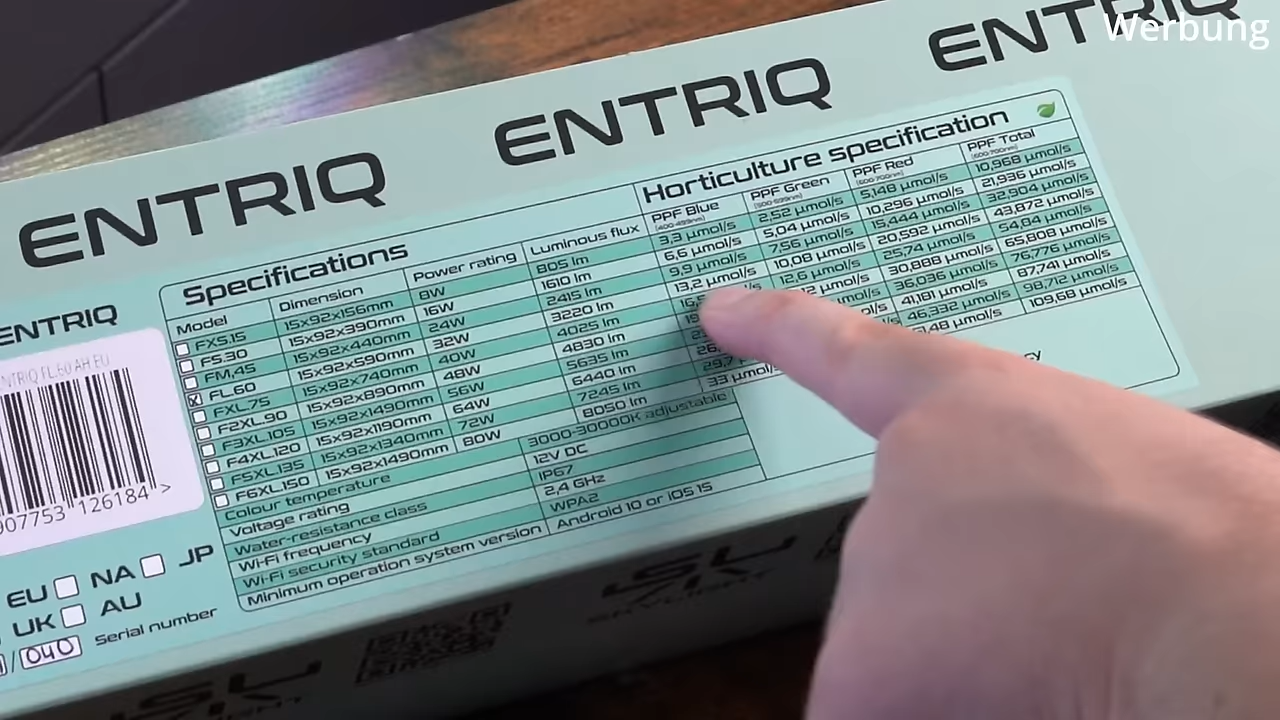 Werbung
ENTRIQ
ENTRIQ
ENTRIQ
ENTRIQ
ENTRIQ FL.60 AH EU
907753 126184 >
EU NA JP
UK AU
040 Serial number
Specifications Horticulture specification
Model Dimension Power rating Luminous flux PPF Blue PPF Green PPF Red PPF Total
FXS.15 15x92x156mm 8W 805 lm 3,3 µmol/s 2,52 µmol/s 5,148 µmol/s 10,968 µmol/s
FS.30 15x92x390mm 16W 1610 lm 6,6 µmol/s 5,04 µmol/s 10,296 µmol/s 21,936 µmol/s
FM.45 15x92x440mm 24W 2415 lm 9,9 µmol/s 7,56 µmol/s 15,444 µmol/s 32,904 µmol/s
X FL.60 15x92x590mm 32W 3220 lm 13,2 µmol/s 10,08 µmol/s 20,592 µmol/s 43,872 µmol/s
FXL.75 15x92x740mm 40W 4025 lm 12,6 µmol/s 25,74 µmol/s 54,84 µmol/s
F2XL.90 15x92x890mm 48W 4830 lm 30,888 µmol/s 65,808 µmol/s
F3XL.105 15x92x1490mm 56W 5635 lm 36,036 µmol/s 76,776 µmol/s
F4XL.120 15x92x1190mm 64W 6440 lm 41,181 µmol/s 87,741 µmol/s
F5XL.135 15x92x1340mm 72W 7245 lm 29,7 46,332 µmol/s 98,712 µmol/s
F6XL.150 15x92x1490mm 80W 8050 lm 33 µmol/s 109,68 µmol/s
Colour temperature 3000-30000K adjustable
Voltage rating 12V DC
Water-resistance class IP67
Wi-Fi frequency 2,4 GHz
Wi-Fi security standard WPA2
Minimum operation system version Android 10 or iOS 15